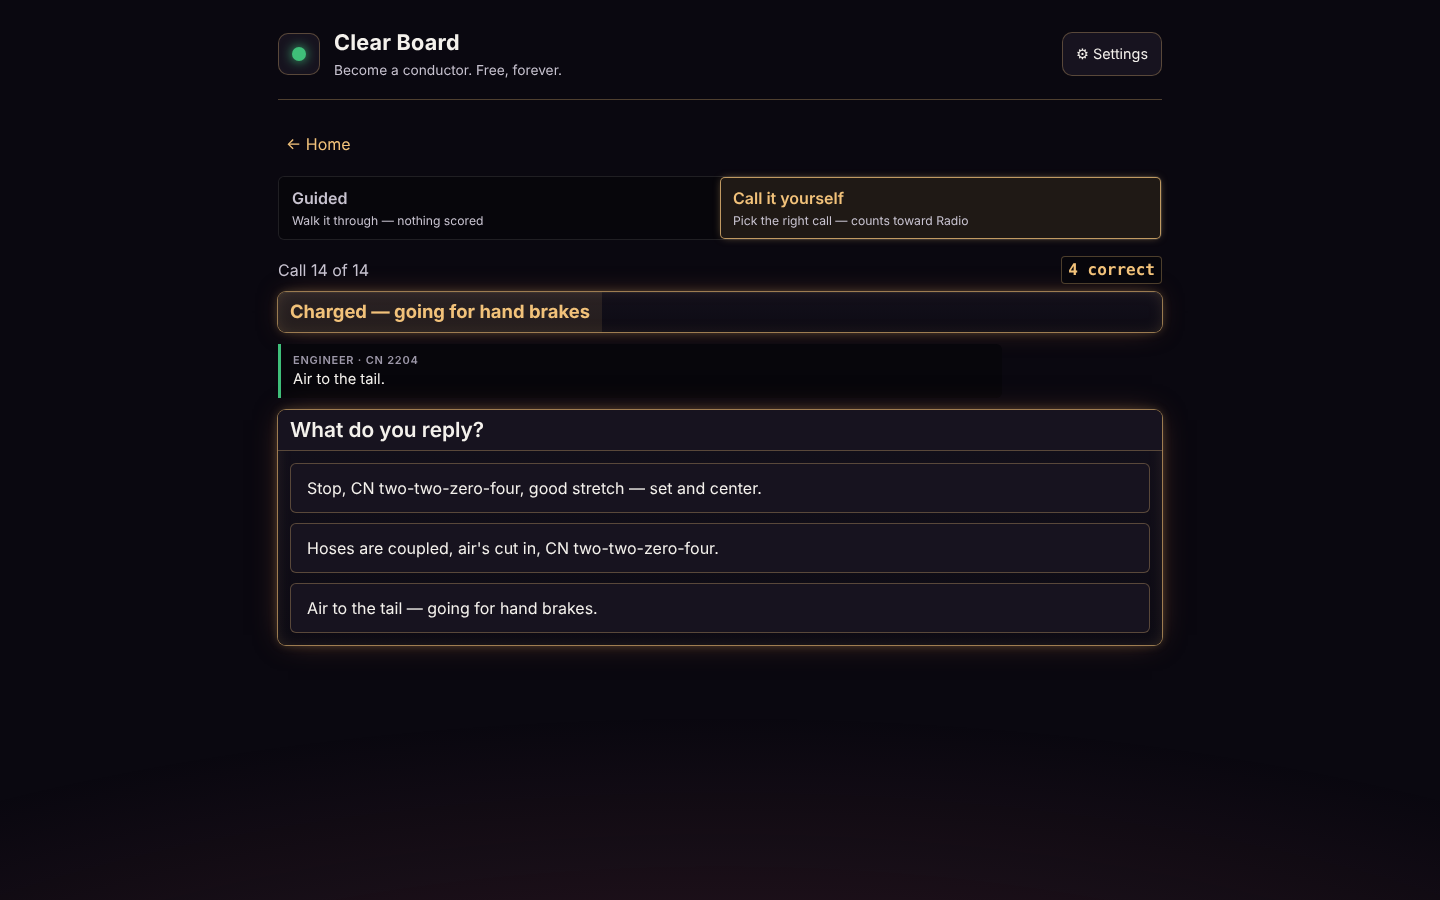 Clear Board
Become a conductor. Free, forever.
⚙ Settings
← Home
Guided
Walk it through — nothing scored
Call it yourself
Pick the right call — counts toward Radio
Call 14 of 14
4 correct
Charged — going for hand brakes
ENGINEER · CN 2204
Air to the tail.
What do you reply?
Stop, CN two-two-zero-four, good stretch — set and center.
Hoses are coupled, air's cut in, CN two-two-zero-four.
Air to the tail — going for hand brakes.